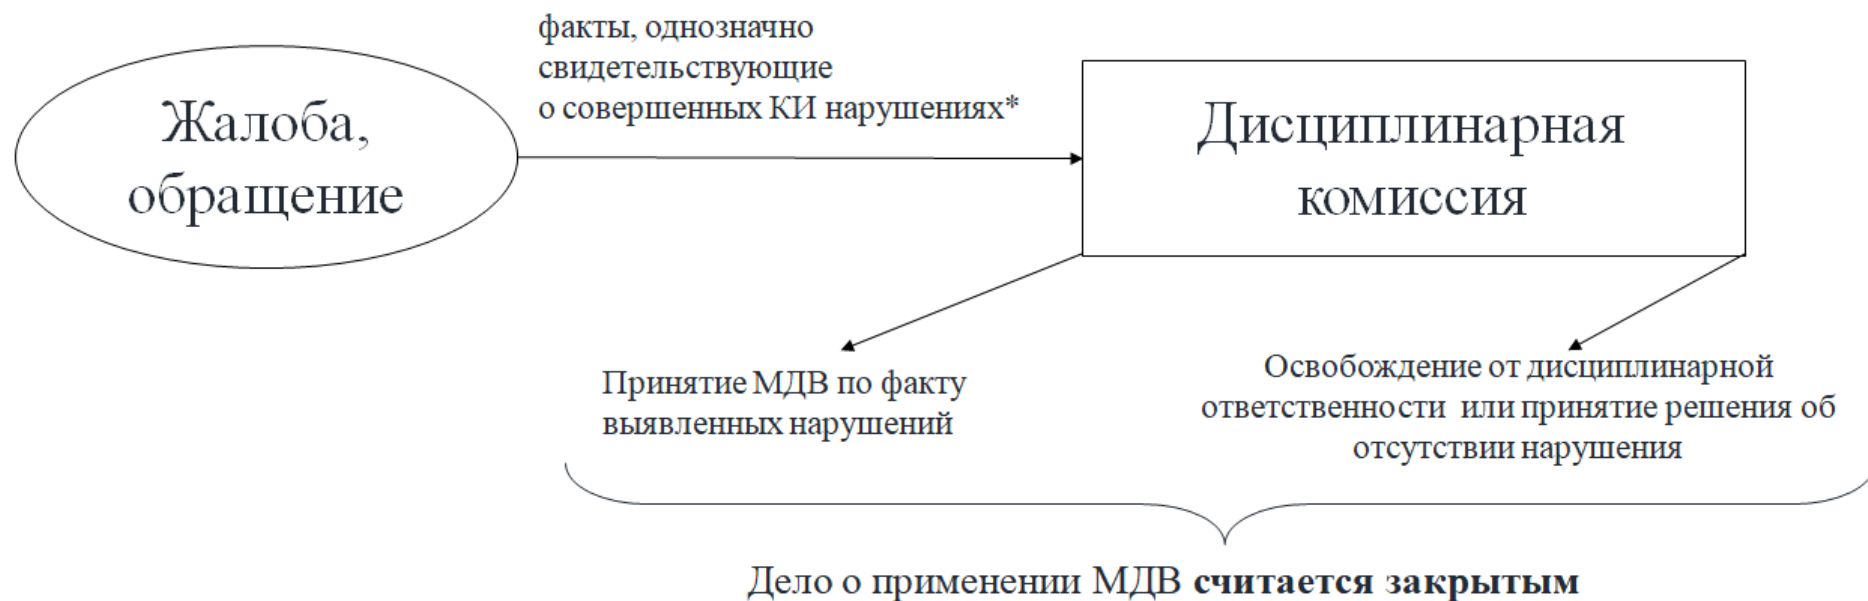 факты, однозначно
свидетельствующие
о совершенных КИ нарушениях*
Жалоба,
обращение
Дисциплинарная
комиссия
Принятие МДВ по факту
выявленных нарушений
Освобождение от дисциплинарной
ответственности или принятие решения об
отсутствии нарушения
Дело о применении МДВ считается закрытым